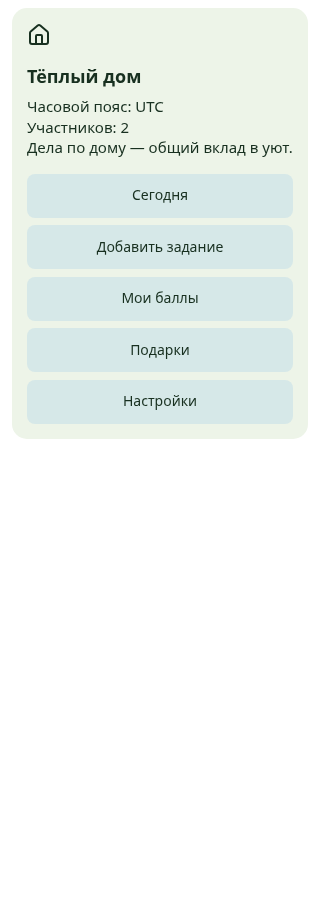 Тёплый дом
Часовой пояс: UTC
Участников: 2
Дела по дому — общий вклад в уют.
Сегодня
Добавить задание
Мои баллы
Подарки
Настройки